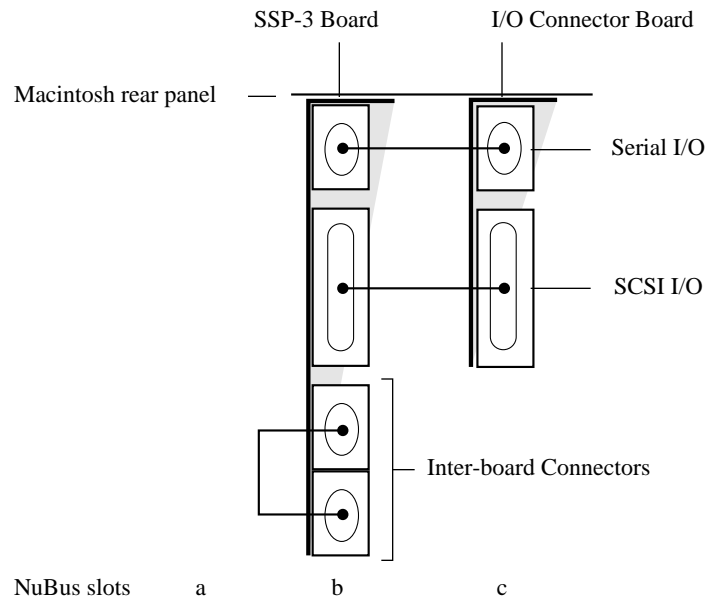 SSP-3 Board
I/O Connector Board
Macintosh rear panel
Serial I/O
SCSI I/O
Inter-board Connectors
NuBus slots a b c